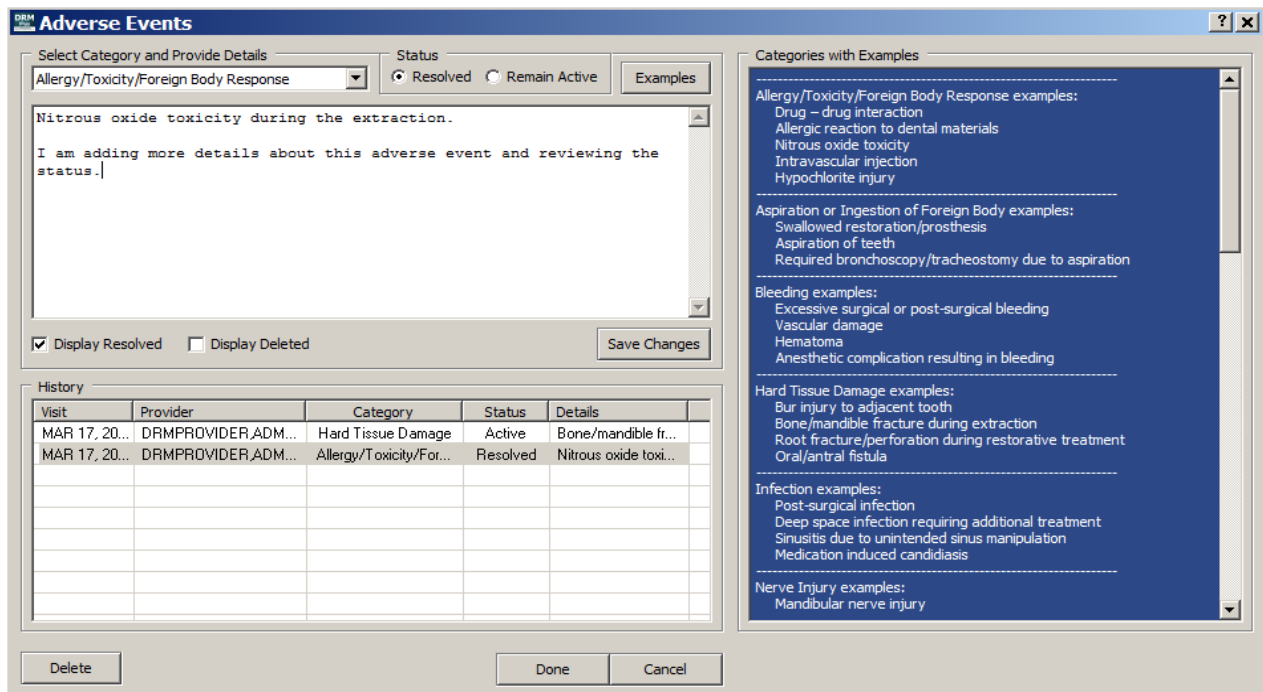 DRM Plus Adverse Events
? x
Select Category and Provide Details
Status
Allergy/Toxicity/Foreign Body Response
Resolved
Remain Active
Examples
Nitrous oxide toxicity during the extraction.
I am adding more details about this adverse event and reviewing the
status.
Display Resolved
Display Deleted
Save Changes
History
Visit Provider Category Status Details
MAR 17, 20... DRMPROVIDER,ADM... Hard Tissue Damage Active Bone/mandible fr...
MAR 17, 20... DRMPROVIDER,ADM... Allergy/Toxicity/For... Resolved Nitrous oxide toxi...
Delete
Done
Cancel
Categories with Examples
--------------------------------------------------------------------------
Allergy/Toxicity/Foreign Body Response examples:
Drug – drug interaction
Allergic reaction to dental materials
Nitrous oxide toxicity
Intravascular injection
Hypochlorite injury
--------------------------------------------------------------------------
Aspiration or Ingestion of Foreign Body examples:
Swallowed restoration/prosthesis
Aspiration of teeth
Required bronchoscopy/tracheostomy due to aspiration
--------------------------------------------------------------------------
Bleeding examples:
Excessive surgical or post-surgical bleeding
Vascular damage
Hematoma
Anesthetic complication resulting in bleeding
--------------------------------------------------------------------------
Hard Tissue Damage examples:
Bur injury to adjacent tooth
Bone/mandible fracture during extraction
Root fracture/perforation during restorative treatment
Oral/antral fistula
--------------------------------------------------------------------------
Infection examples:
Post-surgical infection
Deep space infection requiring additional treatment
Sinusitis due to unintended sinus manipulation
Medication induced candidiasis
--------------------------------------------------------------------------
Nerve Injury examples:
Mandibular nerve injury